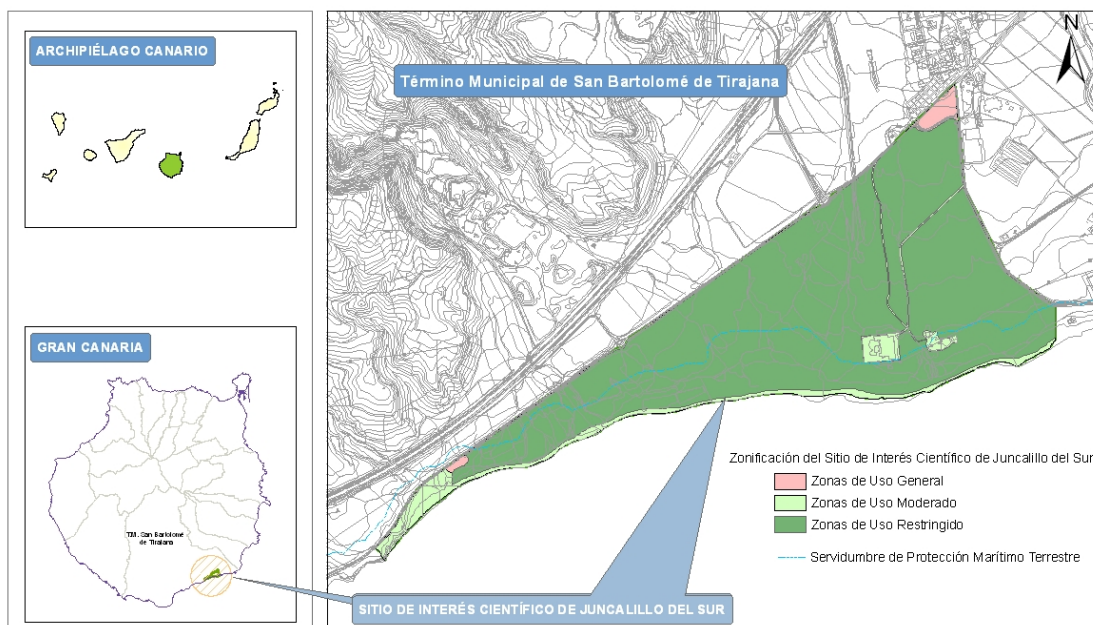 ARCHIPIÉLAGO CANARIO
GRAN CANARIA
T.M. San Bartolomé
de Tirajana
Término Municipal de San Bartolomé de Tirajana
N
Zonificación del Sitio de Interés Científico de Juncalillo del Sur
Zonas de Uso General
Zonas de Uso Moderado
Zonas de Uso Restringido
Servidumbre de Protección Marítimo Terrestre
SITIO DE INTERÉS CIENTÍFICO DE JUNCALILLO DEL SUR